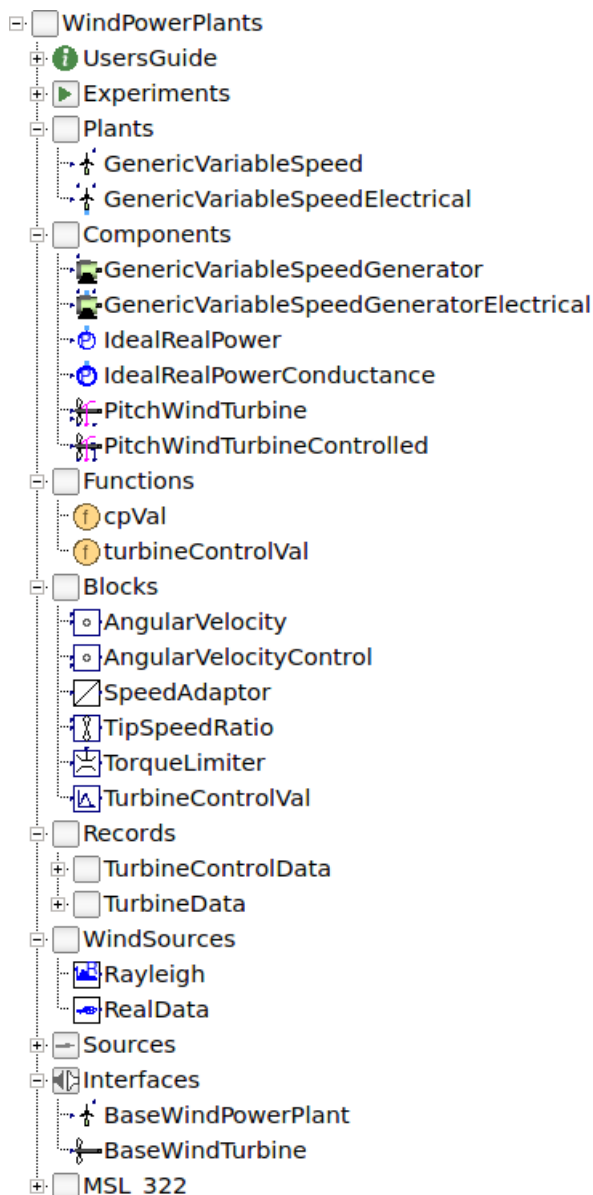 WindPowerPlants
UsersGuide
Experiments
Plants
GenericVariableSpeed
GenericVariableSpeedElectrical
Components
GenericVariableSpeedGenerator
GenericVariableSpeedGeneratorElectrical
IdealRealPower
IdealRealPowerConductance
PitchWindTurbine
PitchWindTurbineControlled
Functions
f cpVal
f turbineControlVal
Blocks
AngularVelocity
AngularVelocityControl
SpeedAdaptor
TipSpeedRatio
TorqueLimiter
TurbineControlVal
Records
TurbineControlData
TurbineData
WindSources
Rayleigh
RealData
Sources
Interfaces
BaseWindPowerPlant
BaseWindTurbine
MSL_322